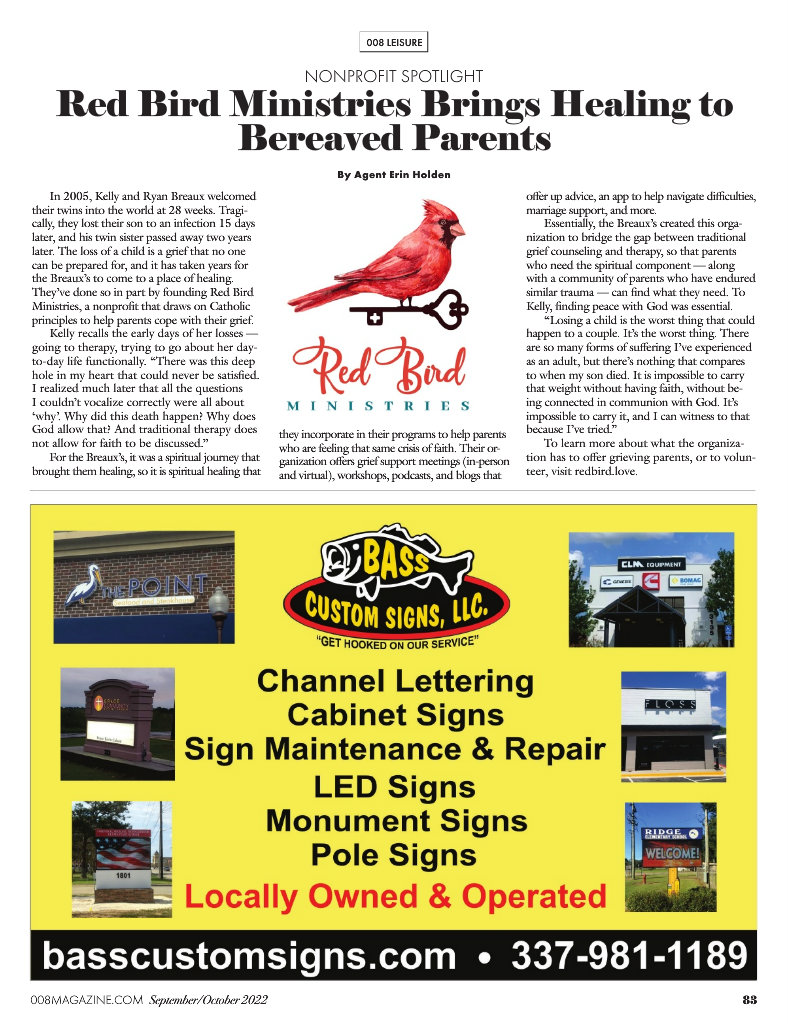 008 LEISURE
NONPROFIT SPOTLIGHT
Red Bird Ministries Brings Healing to
Bereaved Parents
By Agent Erin Holden
In 2005, Kelly and Ryan Breaux welcomed
their twins into the world at 28 weeks. Tragi-
cally, they lost their son to an infection 15 days
later, and his twin sister passed away two years
later. The loss of a child is a grief that no one
can be prepared for, and it has taken years for
the Breaux's to come to a place of healing.
They've done so in part by founding Red Bird
Ministries, a nonprofit that draws on Catholic
principles to help parents cope with their grief.
Kelly recalls the early days of her losses —
going to therapy, trying to go about her day-
to-day life functionally. “There was this deep
hole in my heart that could never be satisfied.
I realized much later that all the questions
I couldn't vocalize correctly were all about
‘why’. Why did this death happen? Why does
God allow that? And traditional therapy does
not allow for faith to be discussed.”
For the Breaux's, it was a spiritual journey that
brought them healing, so it is spiritual healing that
Red Bird
MINISTRIES
they incorporate in their programs to help parents
who are feeling that same crisis of faith. Their or-
ganization offers grief support meetings (in-person
and virtual), workshops, podcasts, and blogs that
offer up advice, an app to help navigate difficulties,
marriage support, and more.
Essentially, the Breaux's created this orga-
nization to bridge the gap between traditional
grief counseling and therapy, so that parents
who need the spiritual component — along
with a community of parents who have endured
similar trauma — can find what they need. To
Kelly, finding peace with God was essential.
“Losing a child is the worst thing that could
happen to a couple. It's the worst thing. There
are so many forms of suffering I've experienced
as an adult, but there's nothing that compares
to when my son died. It is impossible to carry
that weight without having faith, without be-
ing connected in communion with God. It's
impossible to carry it, and I can witness to that
because I've tried.”
To learn more about what the organiza-
tion has to offer grieving parents, or to volun-
teer, visit redbird.love.
THE POINT
Seafood and Steakhouse
BASS
CUSTOM SIGNS, LLC.
"GET HOOKED ON OUR SERVICE"
CLM EQUIPMENT
GENESIS
BOMAG
FLOSS
1801
RIDGE
ELEMENTARY SCHOOL
WELCOME!
Channel Lettering
Cabinet Signs
Sign Maintenance & Repair
LED Signs
Monument Signs
Pole Signs
Locally Owned & Operated
basscustomsigns.com • 337-981-1189
008MAGAZINE.COM September/October 2022
83